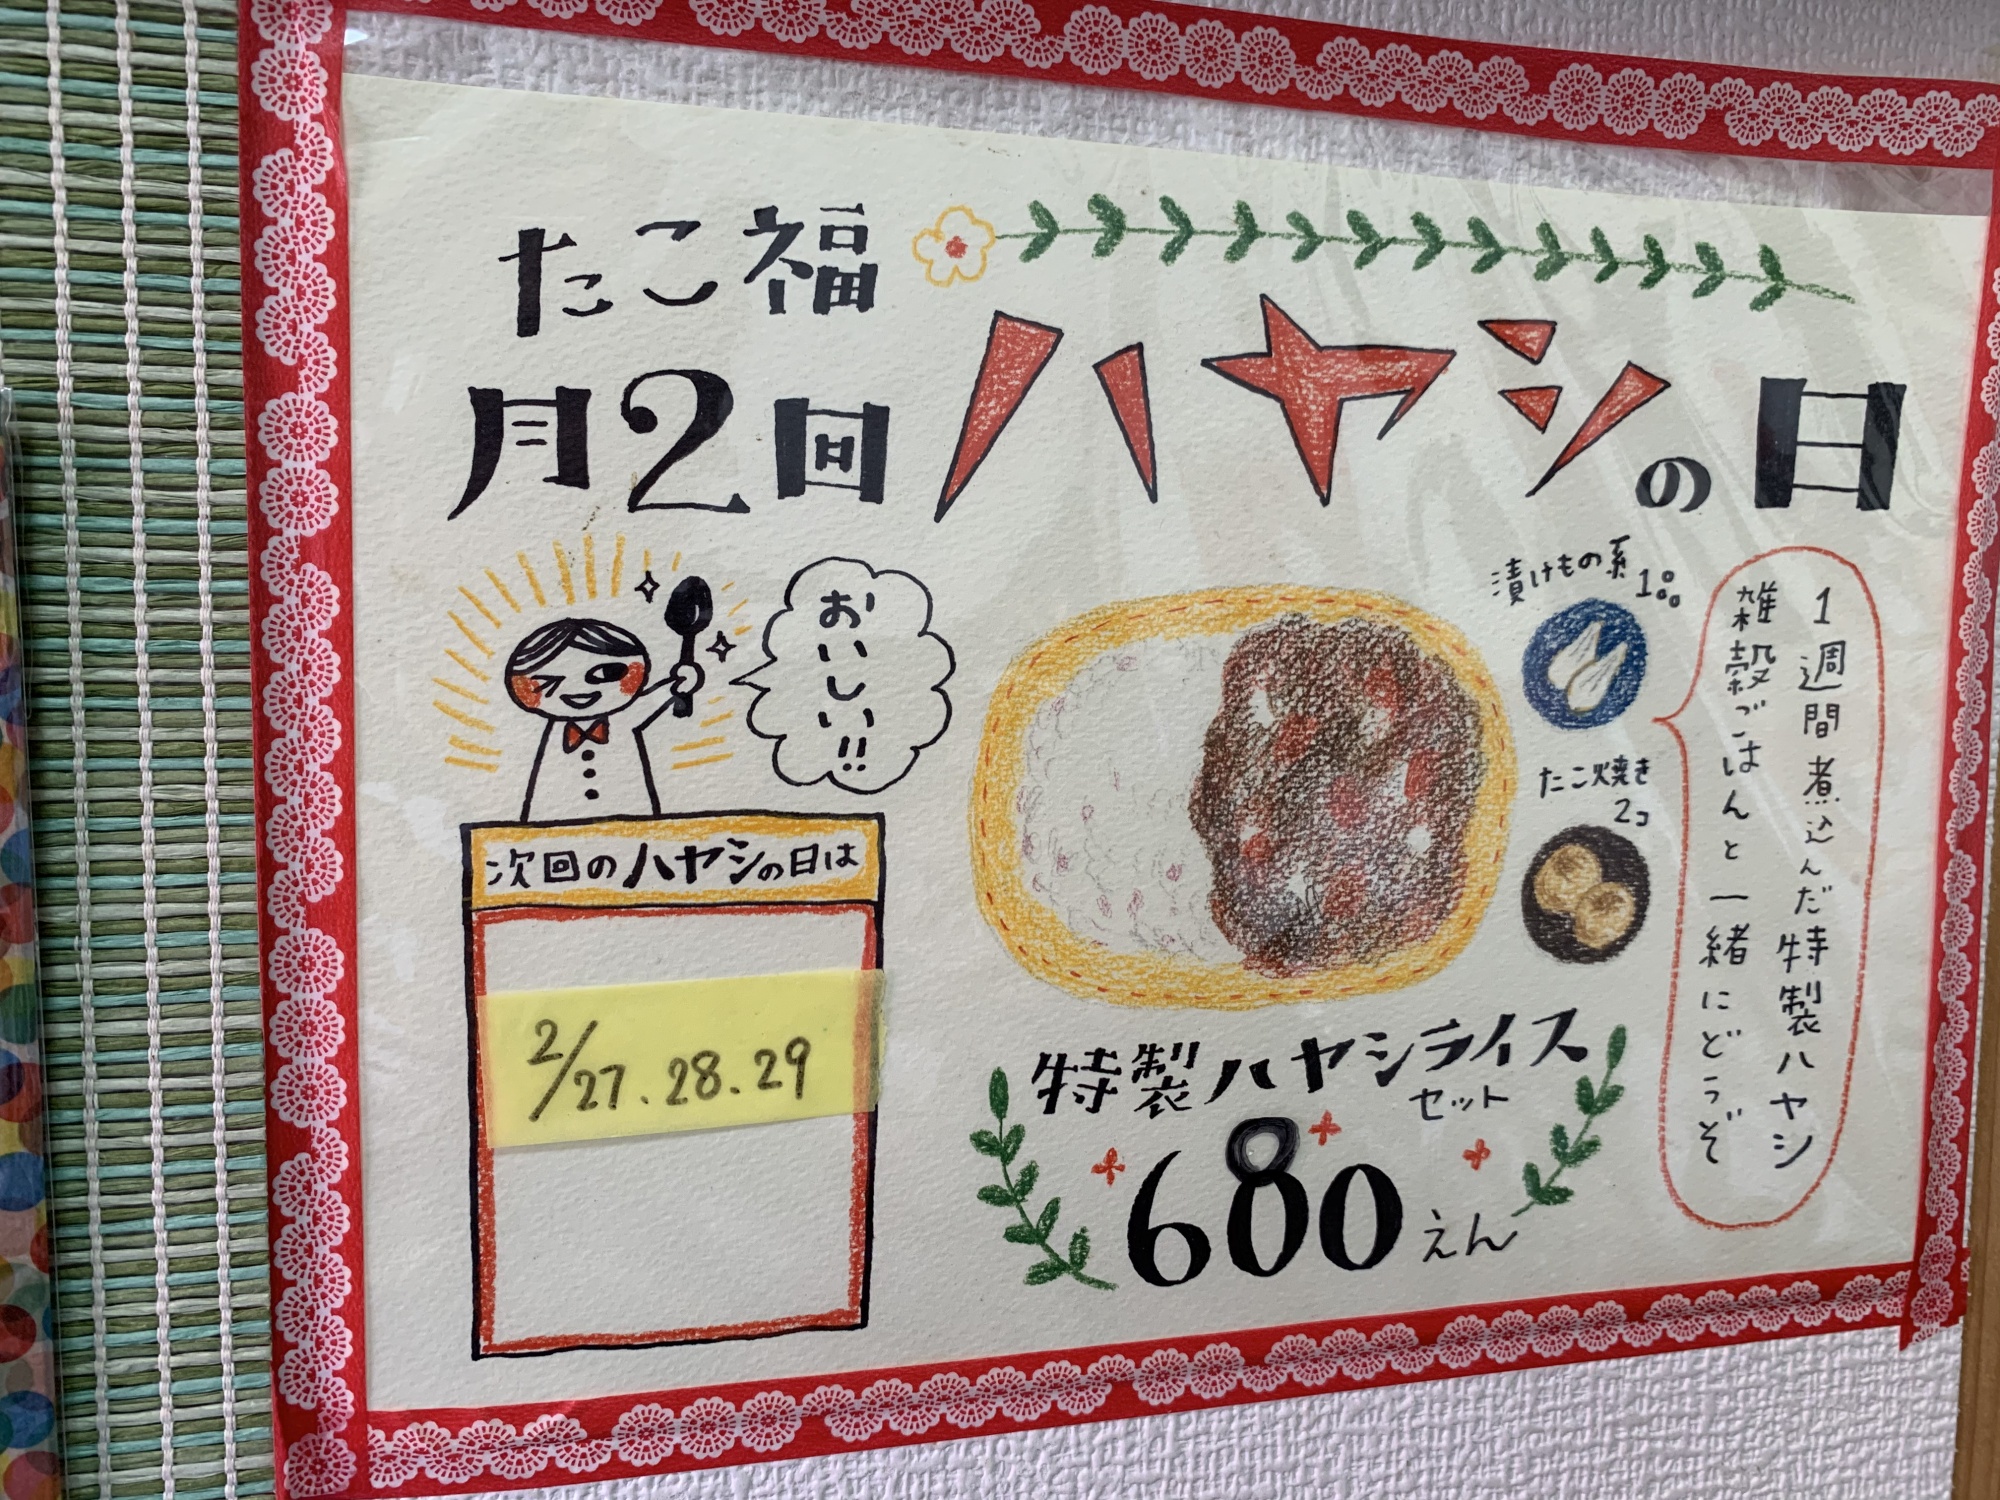 たこ福
月2回ハヤシの日
おいしい!!
次回のハヤシの日は
2/27.28.29
漬けもの系
たこ焼き
2コ
1週間煮込んだ特製ハヤシ
雑穀ごはんと一緒にどうぞ
特製ハヤシライス
セット
680えん